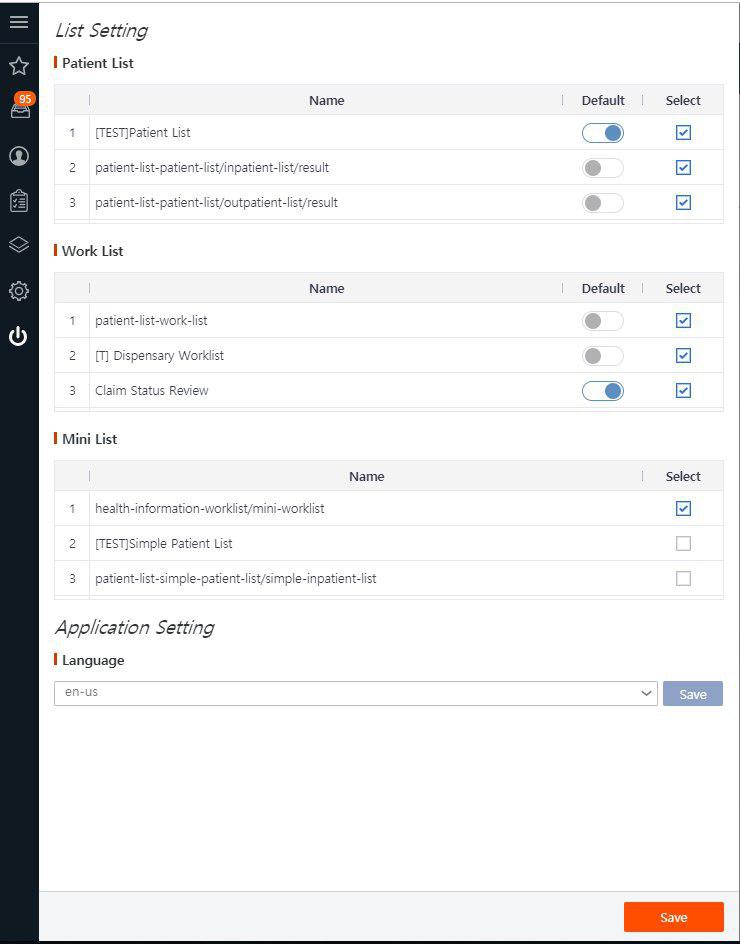 List Setting
95
Patient List
Name Default Select
1 [TEST]Patient List
2 patient-list-patient-list/inpatient-list/result
3 patient-list-patient-list/outpatient-list/result
Work List
Name Default Select
1 patient-list-work-list
2 [T] Dispensary Worklist
3 Claim Status Review
Mini List
Name Select
1 health-information-worklist/mini-worklist
2 [TEST]Simple Patient List
3 patient-list-simple-patient-list/simple-inpatient-list
Application Setting
Language
en-us Save
Save